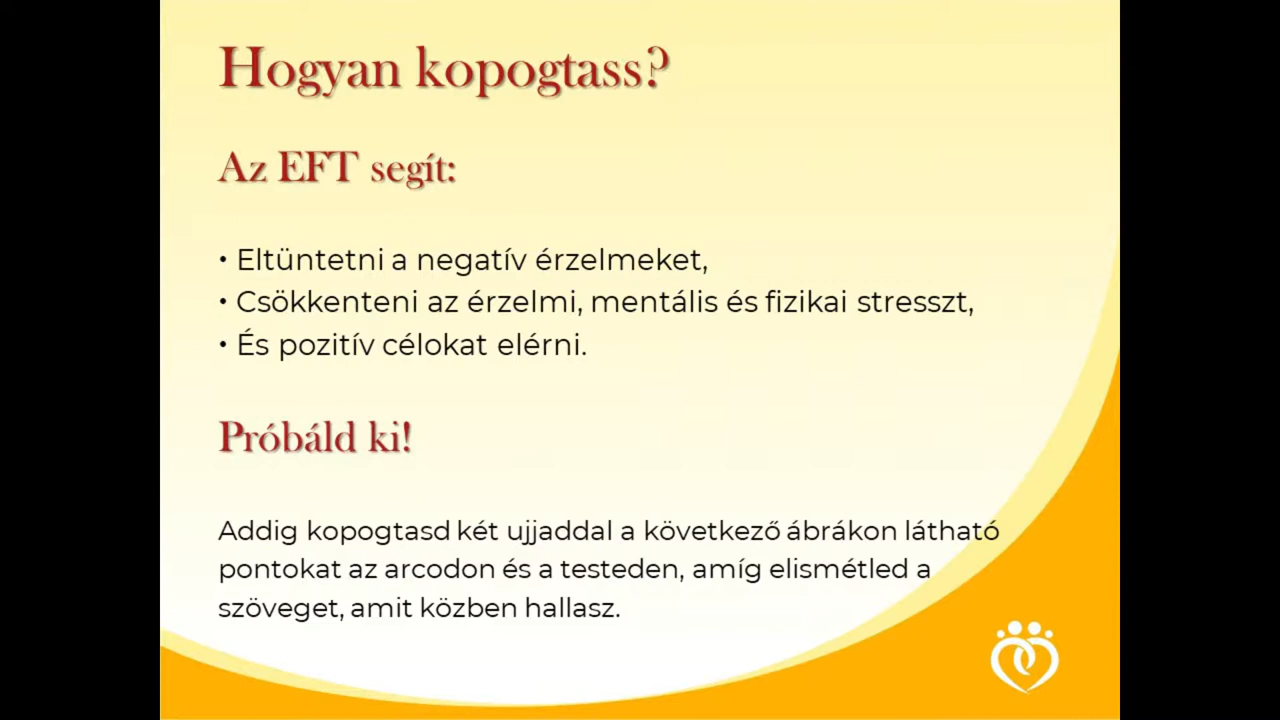 Hogyan kopogtass?
Az EFT segít:
• Eltüntetni a negatív érzelmeket,
• Csökkenteni az érzelmi, mentális és fizikai stresszt,
• És pozitív célokat elérni.
Próbáld ki!
Addig kopogtasd két ujjaddal a következő ábrákon látható
pontokat az arcodon és a testeden, amíg elismétled a
szöveget, amit közben hallasz.